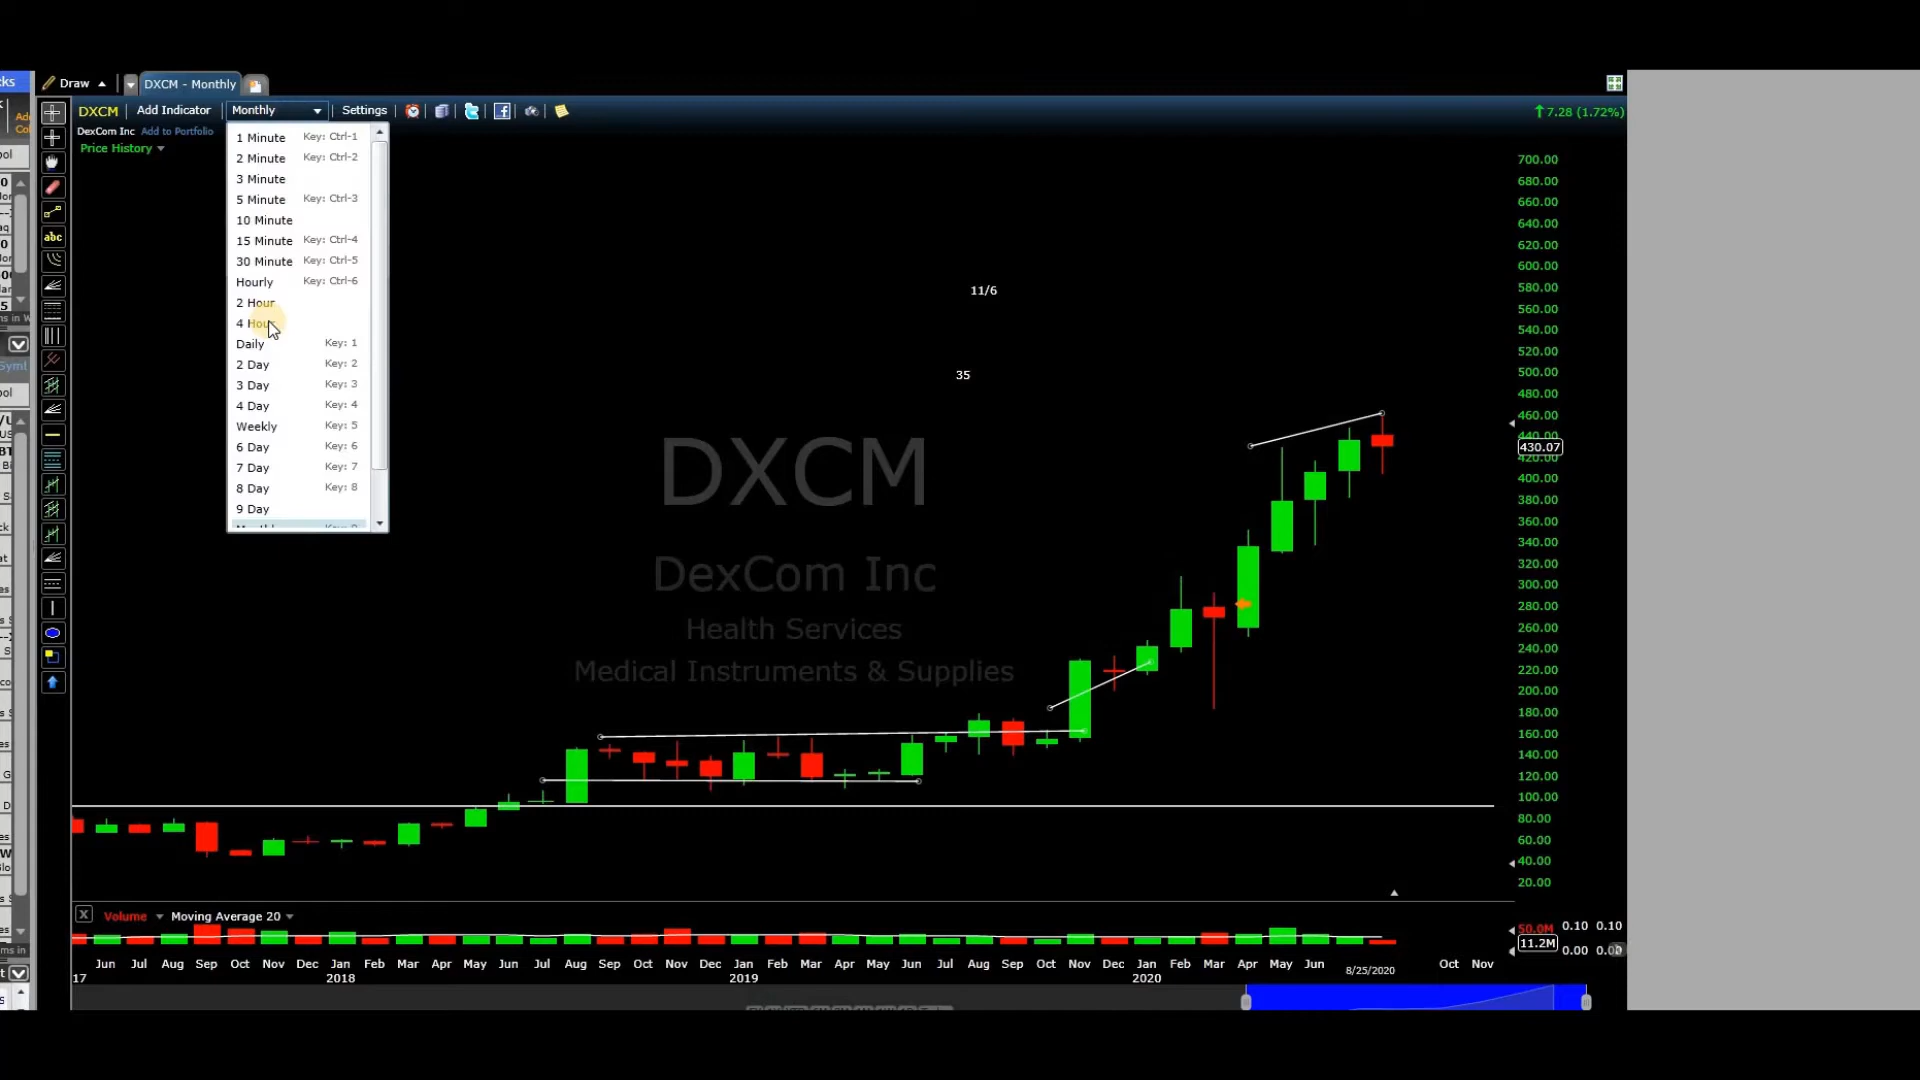 cks
Draw
DXCM - Monthly
DXCM
Add Indicator
Monthly
Settings
7.28 (1.72%)
DexCom Inc
Add to Portfolio
Price History
1 Minute Key: Ctrl-1
2 Minute Key: Ctrl-2
3 Minute
5 Minute Key: Ctrl-3
10 Minute
15 Minute Key: Ctrl-4
30 Minute Key: Ctrl-5
Hourly Key: Ctrl-6
2 Hour
4 Hour
Daily Key: 1
2 Day Key: 2
3 Day Key: 3
4 Day Key: 4
Weekly Key: 5
6 Day Key: 6
7 Day Key: 7
8 Day Key: 8
9 Day
abc
11/6
35
DXCM
DexCom Inc
Health Services
Medical Instruments & Supplies
700.00
680.00
660.00
640.00
620.00
600.00
580.00
560.00
540.00
520.00
500.00
480.00
460.00
440.00
430.07
420.00
400.00
380.00
360.00
340.00
320.00
300.00
280.00
260.00
240.00
220.00
200.00
180.00
160.00
140.00
120.00
100.00
80.00
60.00
40.00
20.00
X Volume Moving Average 20
50.0M 0.10 0.10
11.2M 0.00
Jun Jul Aug Sep Oct Nov Dec Jan Feb Mar Apr May Jun Jul Aug Sep Oct Nov Dec Jan Feb Mar Apr May Jun Jul Aug Sep Oct Nov Dec Jan Feb Mar Apr May Jun 8/25/2020 Oct Nov
17 2018 2019 2020